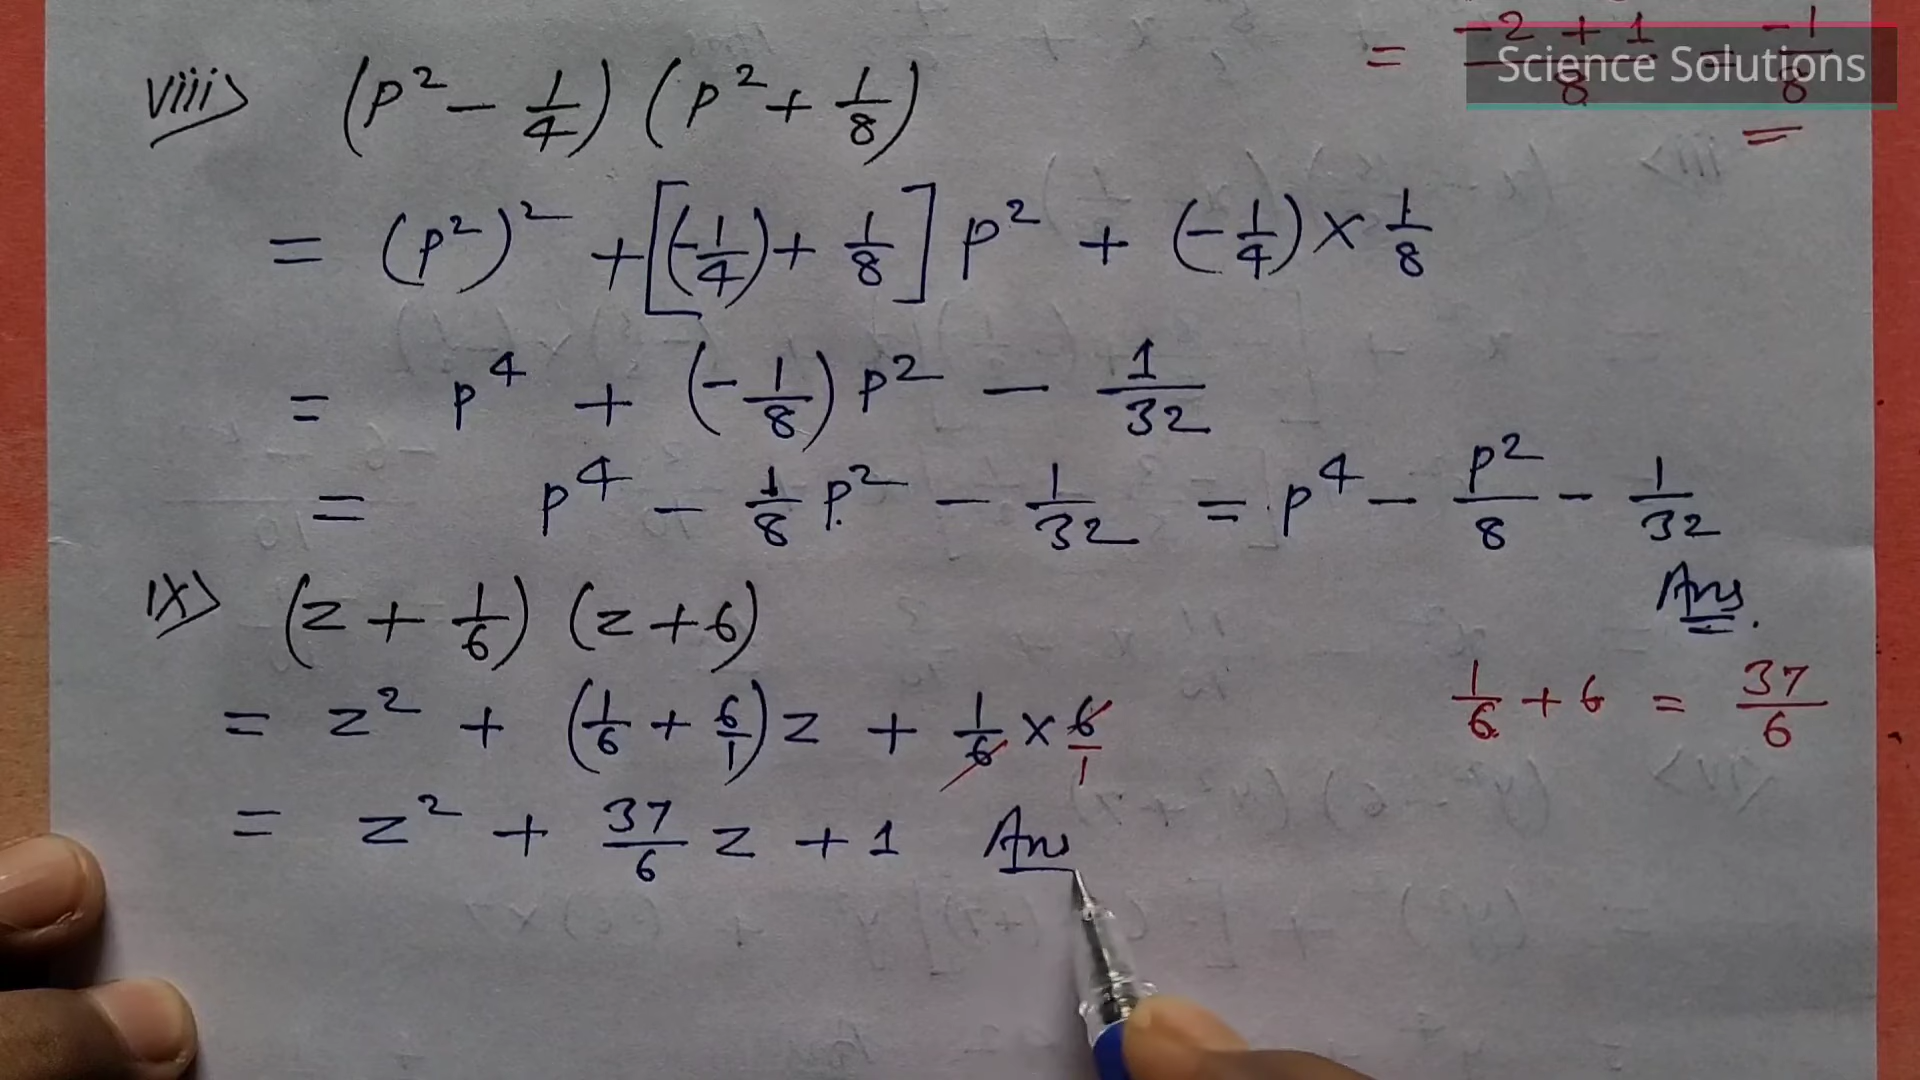 = -2 + 1 / 8 = -1/8
Science Solutions
viii) (p² - 1/4) (p² + 1/8)
= (p²)² + [(-1/4) + 1/8] p² + (-1/4) × 1/8
= p⁴ + (-1/8) p² - 1/32
= p⁴ - 1/8 p² - 1/32 = p⁴ - p²/8 - 1/32
Ans.
ix) (z + 1/6) (z + 6)
= z² + (1/6 + 6/1) z + 1/6 × 6/1
1/6 + 6 = 37/6
= z² + 37/6 z + 1 Ans